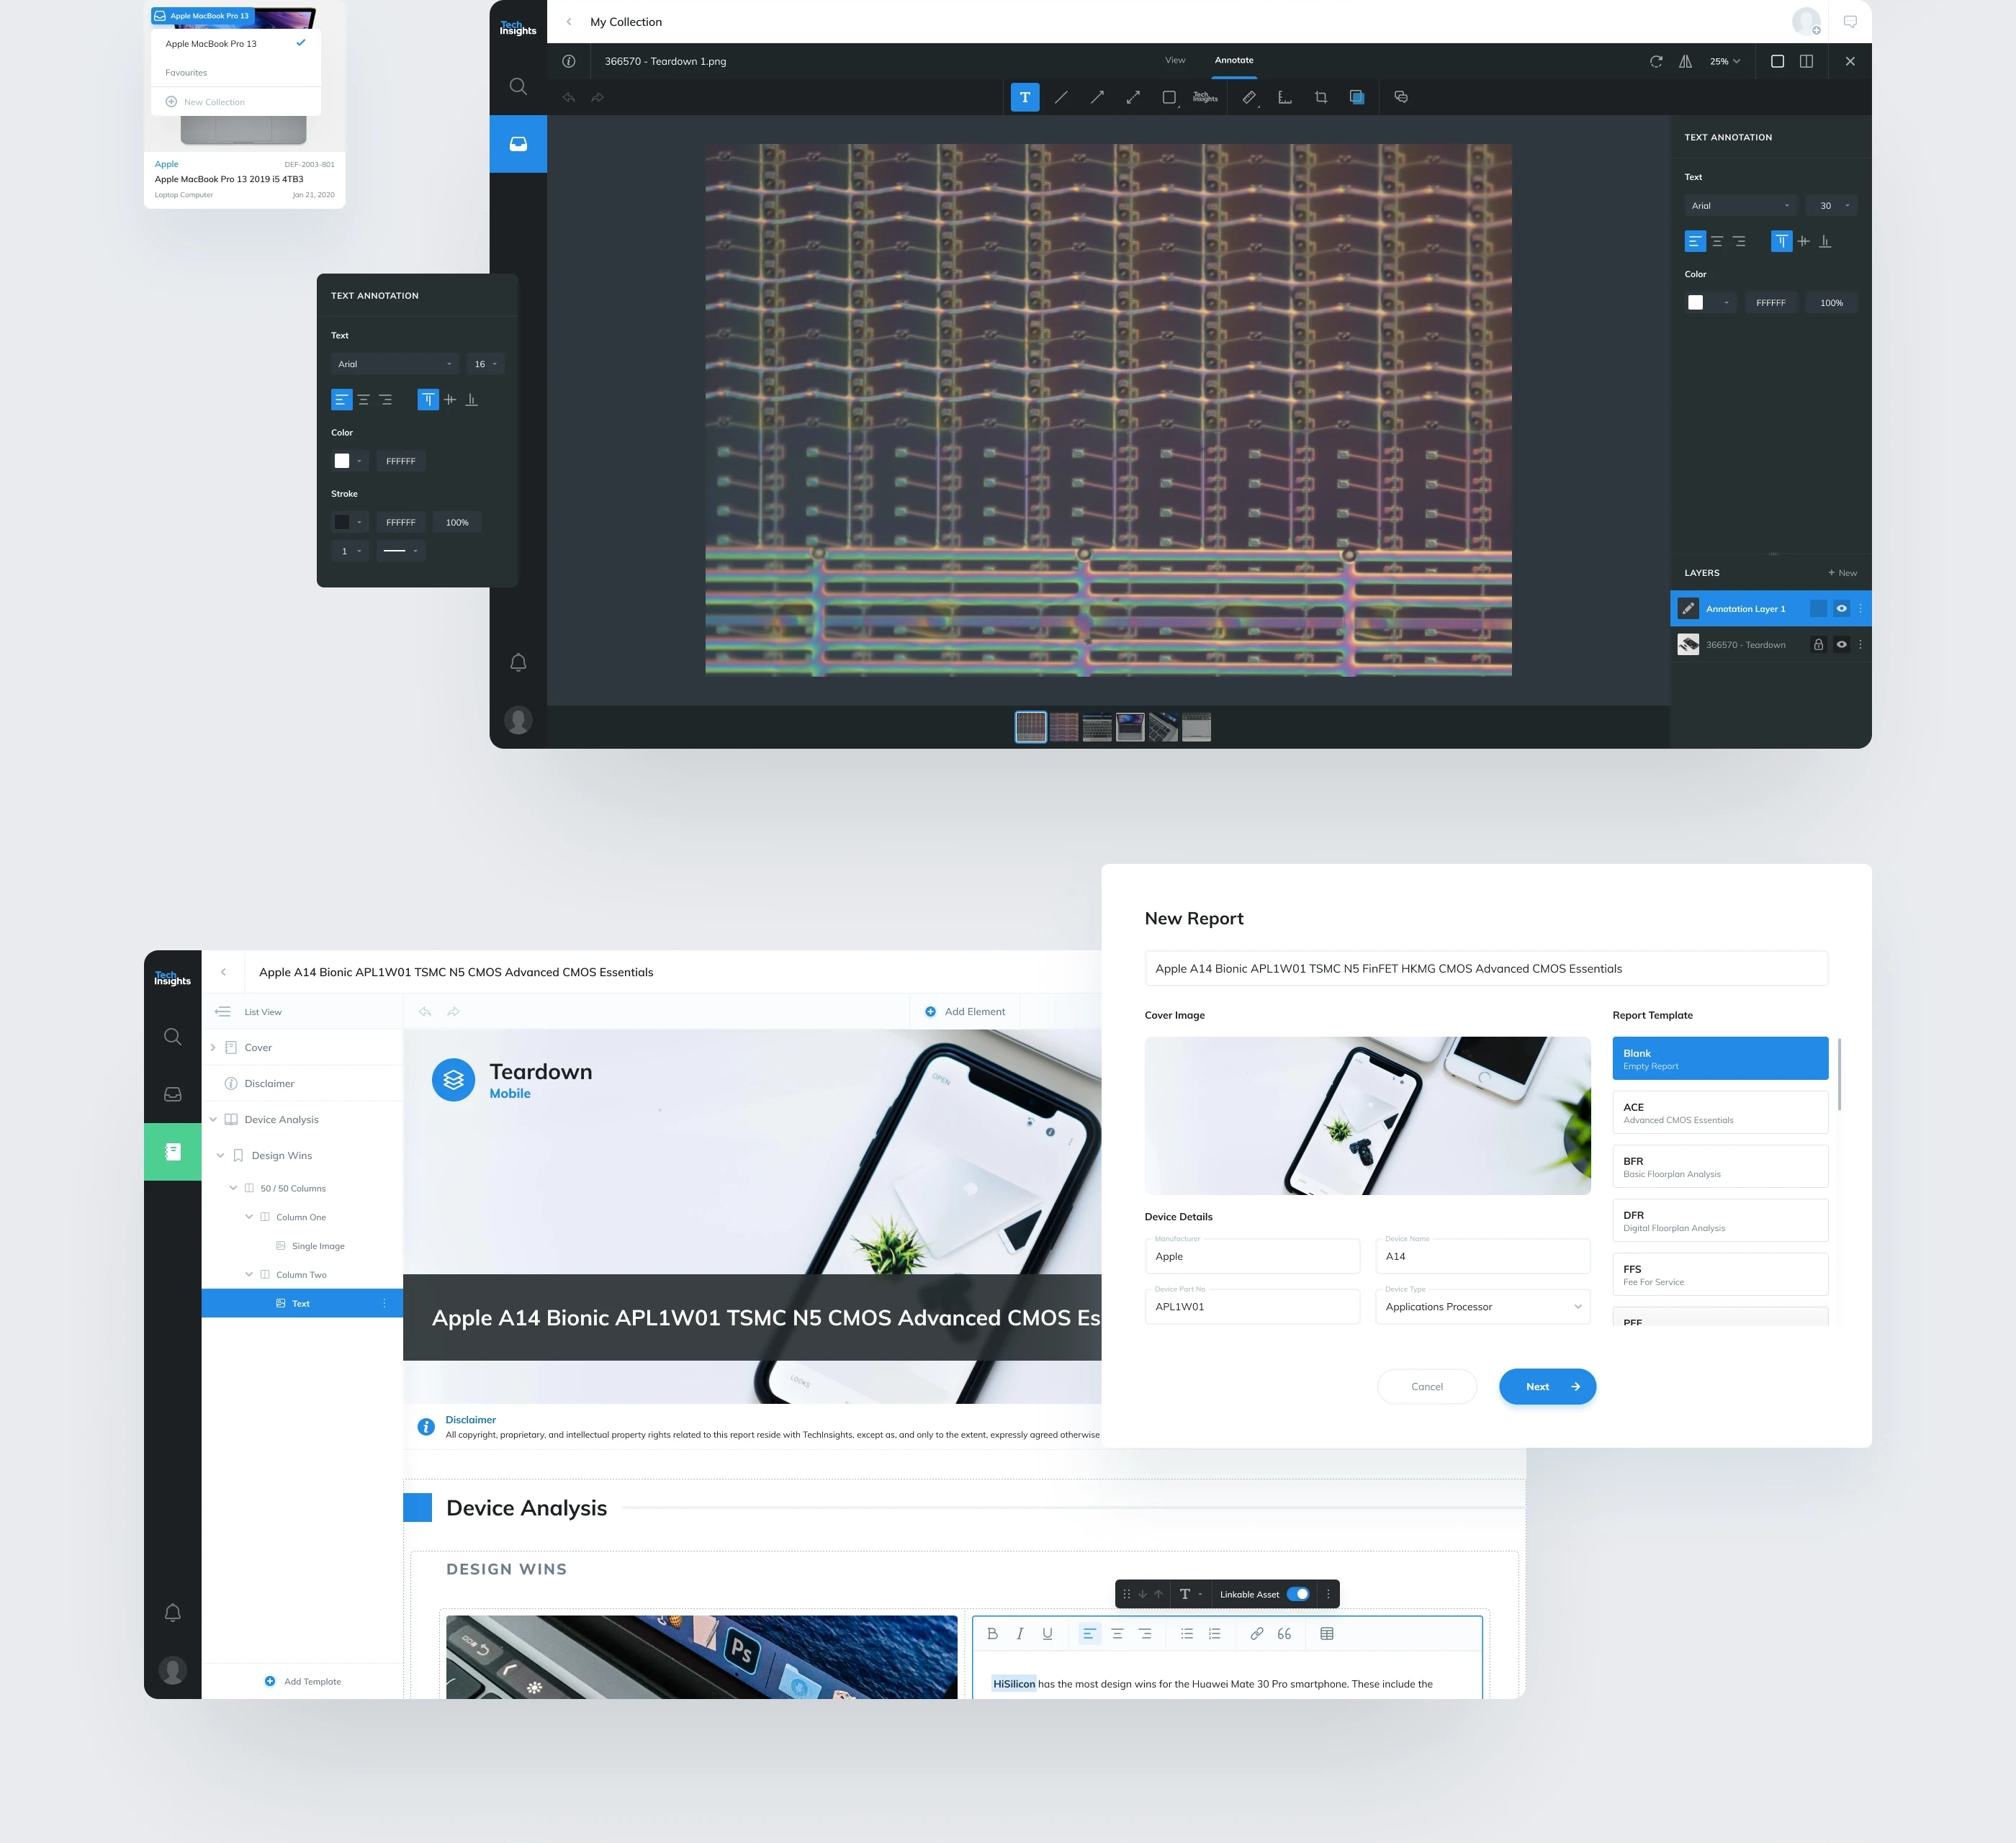 Apple MacBook Pro 13
Apple MacBook Pro 13
Favourites
New Collection
Apple
DEF-2003-801
Apple MacBook Pro 13 2019 i5 4TB3
Loptop Computer
Jan 21, 2020
Tech
Insights
My Collection
366570 - Teardown 1.png
View
Annotate
25%
T
Tech
Insights
TEXT ANNOTATION
Text
Arial
30
Color
FFFFFF
100%
LAYERS
+ New
Annotation Layer 1
366570 - Teardown
TEXT ANNOTATION
Text
Arial
16
Color
FFFFFF
Stroke
FFFFFF
100%
1
Tech
Insights
Apple A14 Bionic APL1W01 TSMC N5 CMOS Advanced CMOS Essentials
List View
Add Element
Cover
Disclaimer
Device Analysis
Design Wins
50 / 50 Columns
Column One
Single Image
Column Two
Text
Add Template
Teardown
Mobile
OPEN
Apple A14 Bionic APL1W01 TSMC N5 CMOS Advanced CMOS Es
LOOKS
Disclaimer
All copyright, proprietary, and intellectual property rights related to this report reside with TechInsights, except as, and only to the extent, expressly agreed otherwise
Device Analysis
DESIGN WINS
T
Linkable Asset
Ps
B I U
HiSilicon has the most design wins for the Huawei Mate 30 Pro smartphone. These include the
New Report
Apple A14 Bionic APL1W01 TSMC N5 FinFET HKMG CMOS Advanced CMOS Essentials
Cover Image
Report Template
OPEN
Blank
Empty Report
ACE
Advanced CMOS Essentials
BFR
Basic Floorplan Analysis
DFR
Digital Floorplan Analysis
FFS
Fee For Service
Device Details
Manufacturer
Apple
Device Name
A14
Device Part No
APL1W01
Device Type
Applications Processor
Cancel
Next